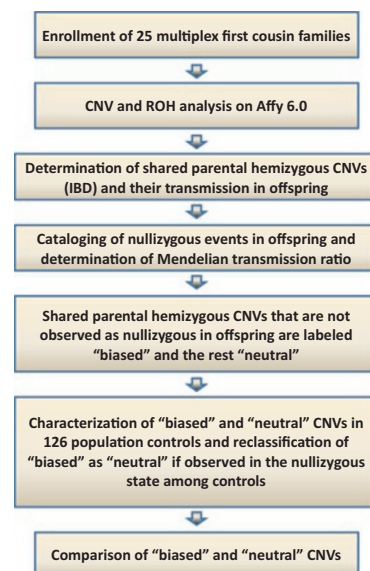 Enrollment of 25 multiplex first cousin families
CNV and ROH analysis on Affy 6.0
Determination of shared parental hemizygous CNVs
(IBD) and their transmission in offspring
Cataloging of nullizygous events in offspring and
determination of Mendelian transmission ratio
Shared parental hemizygous CNVs that are not
observed as nullizygous in offspring are labeled
“biased” and the rest “neutral”
Characterization of “biased” and “neutral” CNVs in
126 population controls and reclassification of
“biased” as “neutral” if observed in the nullizygous
state among controls
Comparison of “biased” and “neutral” CNVs